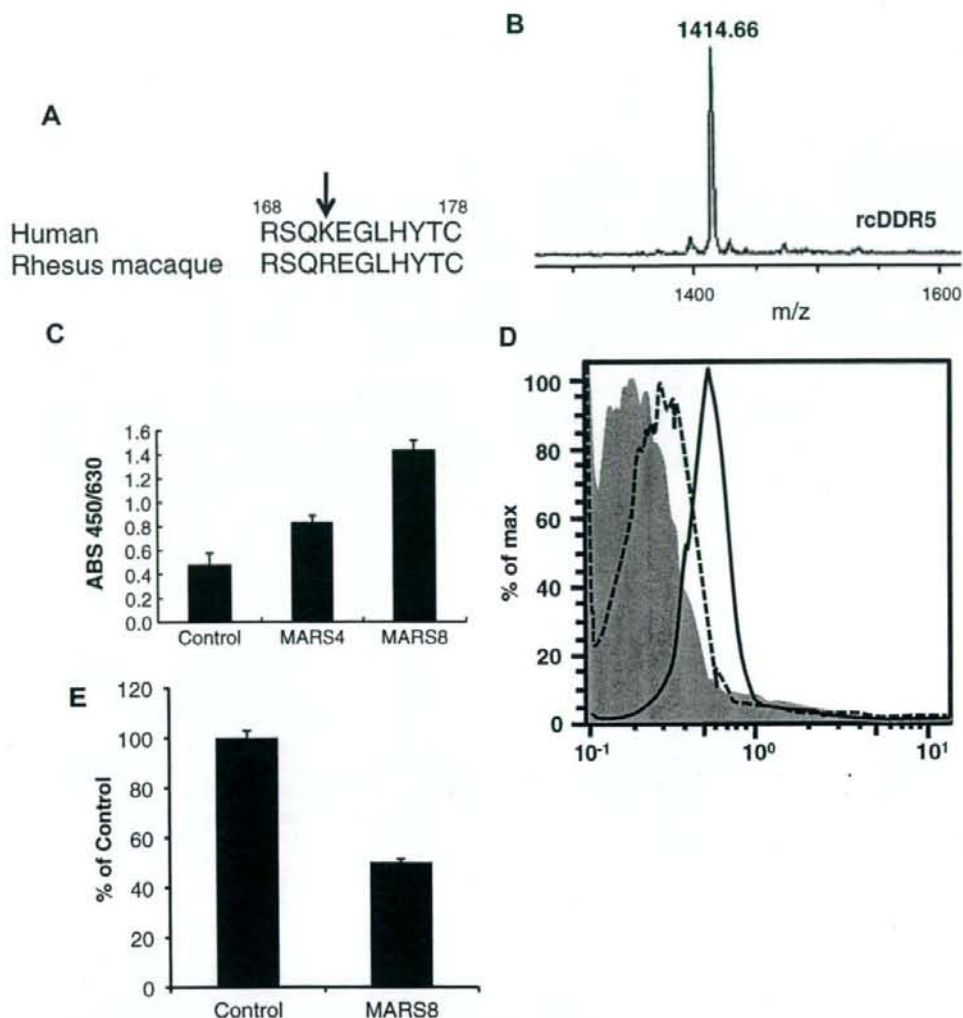 A
168 178
Human RSQKEGLHYTC
Rhesus macaque RSQREGLHYTC
B
1414.66
rcDDR5
1400 1600
m/z
C
ABS 450/630
1.6
1.4
1.2
1.0
0.8
0.6
0.4
0.2
0.0
Control MARS4 MARS8
D
% of max
100
80
60
40
20
0
10-1 100 101
E
% of Control
120
100
80
60
40
20
0
Control MARS8